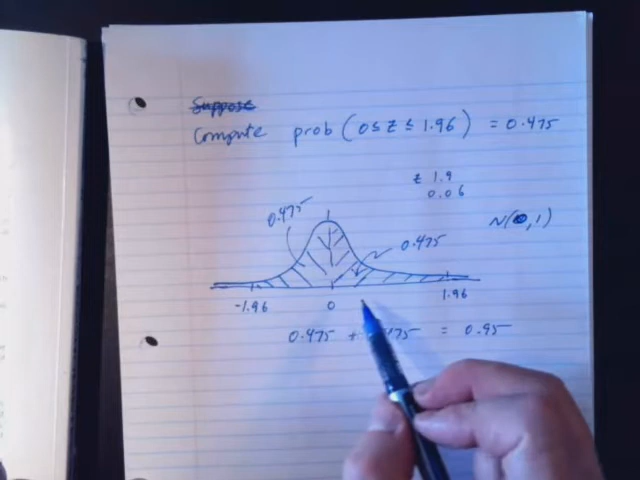 Suppose
Compute prob (0 ≤ z ≤ 1.96) = 0.475
z 1.9
0.06
N(0,1)
0.475
0.475
-1.96 0 1.96
0.475 + 475 = 0.95